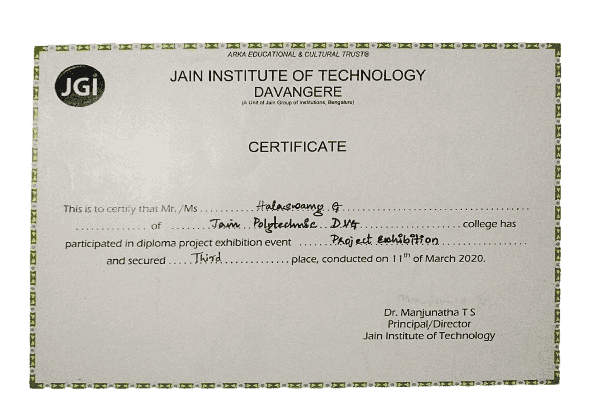 ARKA EDUCATIONAL & CULTURAL TRUST®
JGi
JAIN INSTITUTE OF TECHNOLOGY
DAVANGERE
(A Unit of Jain Group of Institutions, Bengaluru)
CERTIFICATE
This is to certify that Mr. /Ms ........ Halaswamy G ........
........ of ........ Jain Polytechnic DVG ........ college has
participated in diploma project exhibition event ........ Project exhibition ........
and secured .... Third ........ place, conducted on 11th of March 2020.
Dr. Manjunatha T S
Principal/Director
Jain Institute of Technology